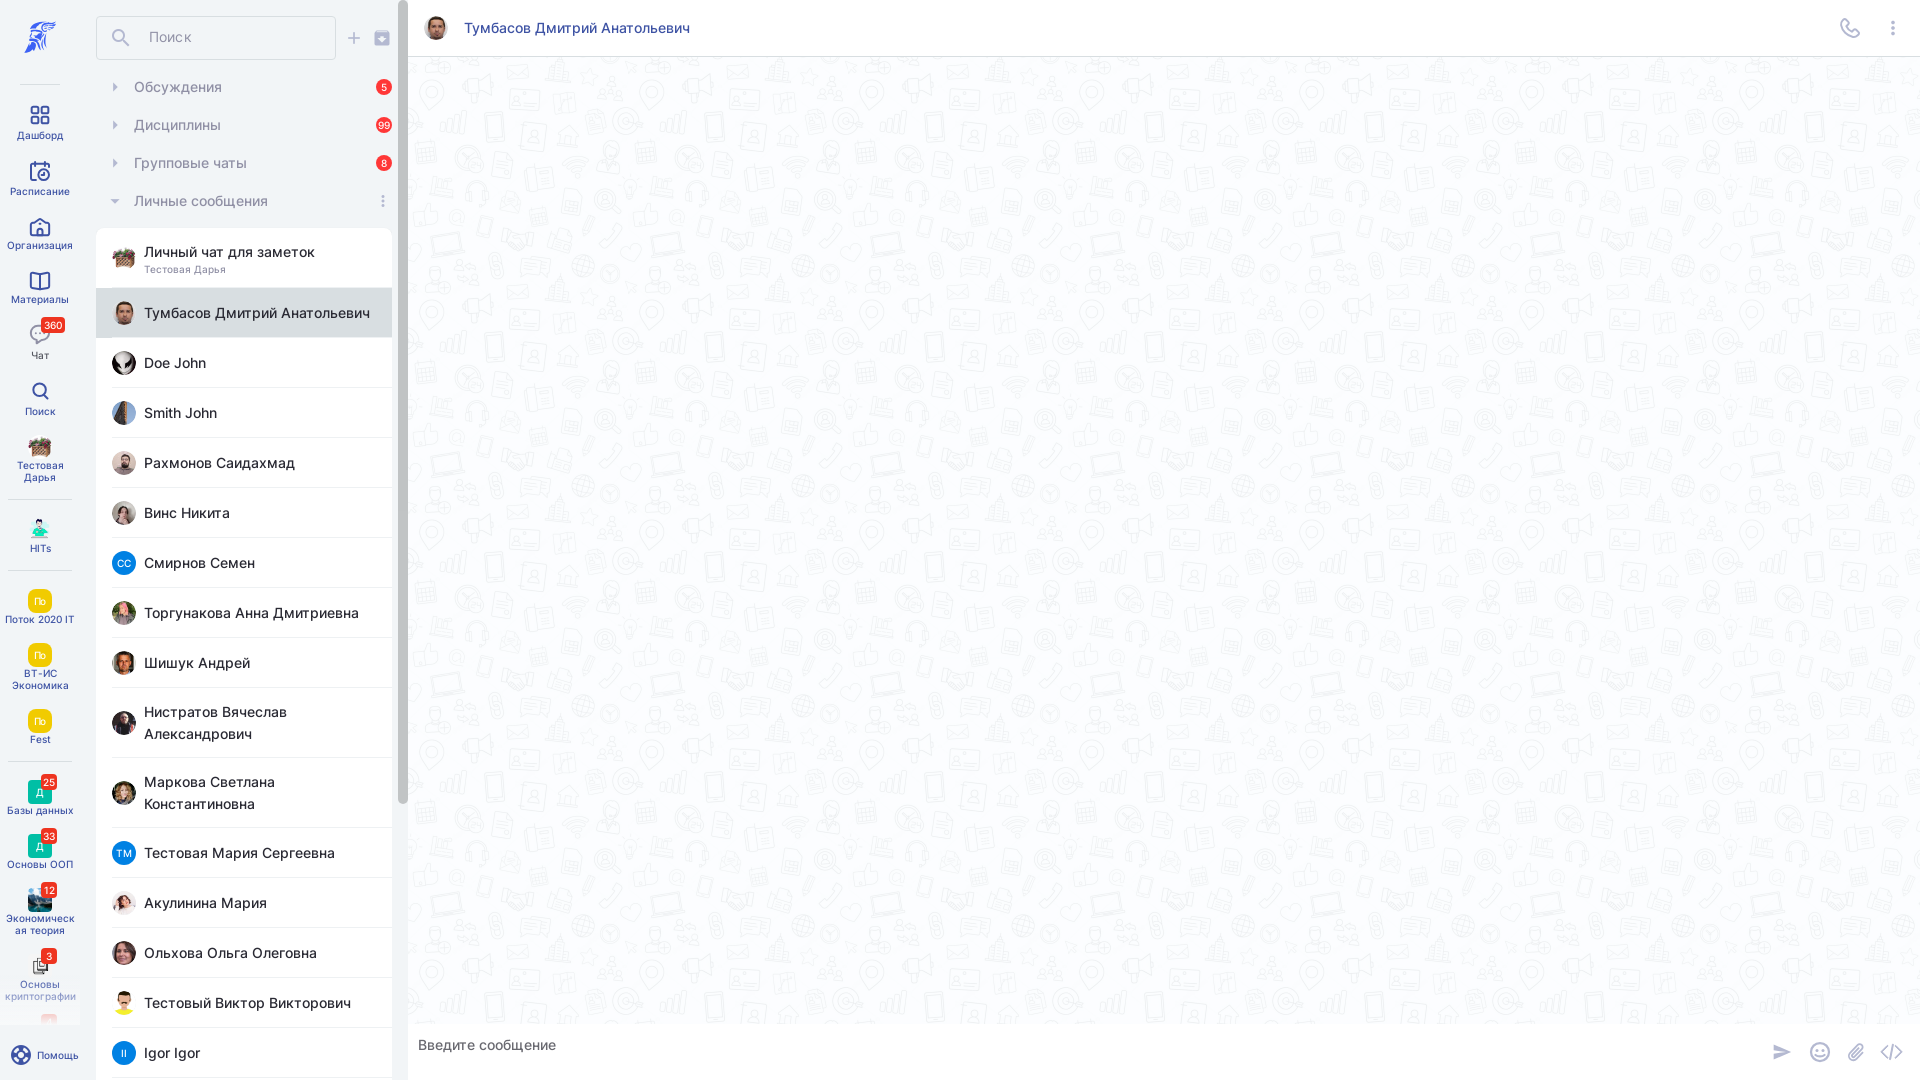 Дашборд
Расписание
Организация
Материалы
360
Чат
Поиск
Тестовая
Дарья
HITs
По
Поток 2020 IT
По
ВТ-ИС
Экономика
По
Fest
25
Д
Базы данных
33
Д
Основы ООП
12
Экономическ
ая теория
3
Основы
криптографии
Помощь
Поиск
Обсуждения
5
Дисциплины
99
Групповые чаты
8
Личные сообщения
Личный чат для заметок
Тестовая Дарья
Тумбасов Дмитрий Анатольевич
Doe John
Smith John
Рахмонов Саидахмад
Винс Никита
СС
Смирнов Семен
Торгунакова Анна Дмитриевна
Шишук Андрей
Нистратов Вячеслав
Александрович
Маркова Светлана
Константиновна
ТМ
Тестовая Мария Сергеевна
Акулинина Мария
Ольхова Ольга Олеговна
Тестовый Виктор Викторович
II
Igor Igor
Тумбасов Дмитрий Анатольевич
Введите сообщение